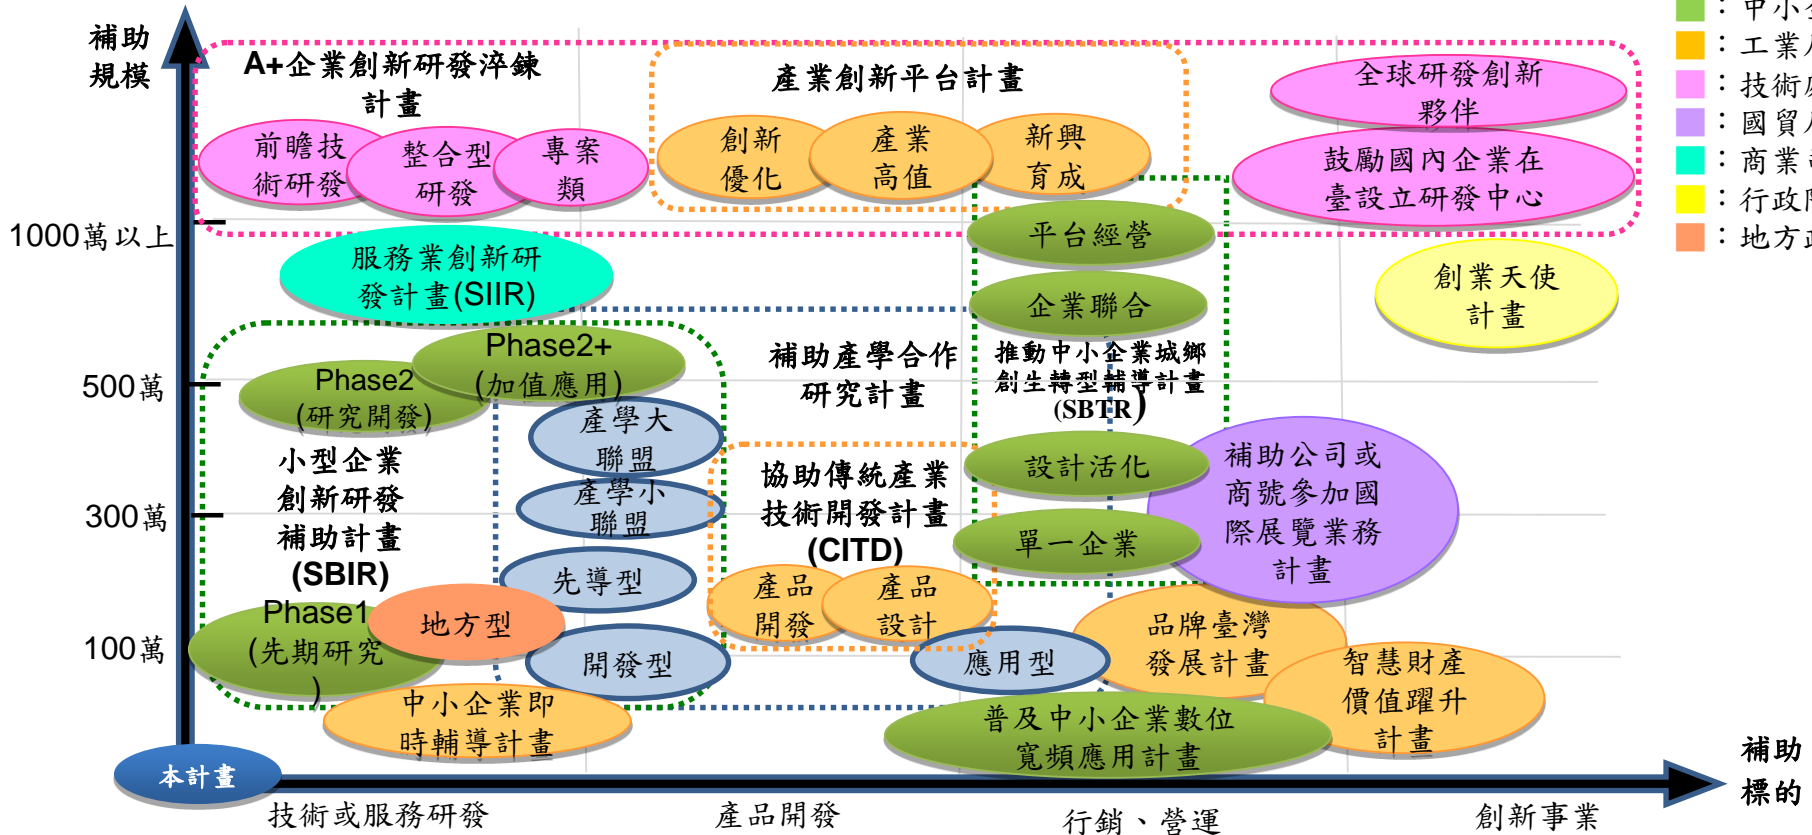 補助
規模
A+企業創新研發淬鍊
計畫
產業創新平台計畫
全球研發創新
夥伴
鼓勵國內企業在
臺設立研發中心
前瞻技
術研發
整合型
研發
專案
類
創新
優化
產業
高值
新興
育成
：中小
：工業
：技術
：國貿
：商業
：行政
：地方
1000萬以上
平台經營
服務業創新研
發計畫(SIIR)
創業天使
計畫
企業聯合
Phase2+
(加值應用)
補助產學合作
研究計畫
推動中小企業城鄉
創生轉型輔導計畫
(SBTR)
500萬
Phase2
(研究開發)
產學大
聯盟
小型企業
創新研發
補助計畫
(SBIR)
產學小
聯盟
協助傳統產業
技術開發計畫
(CITD)
設計活化
補助公司或
商號參加國
際展覽業務
計畫
300萬
單一企業
先導型
產品
開發
產品
設計
Phase1
(先期研究
)
地方型
100萬
開發型
應用型
品牌臺灣
發展計畫
智慧財產
價值躍升
計畫
中小企業即
時輔導計畫
普及中小企業數位
寬頻應用計畫
本計畫
補助
標的
技術或服務研發
產品開發
行銷、營運
創新事業